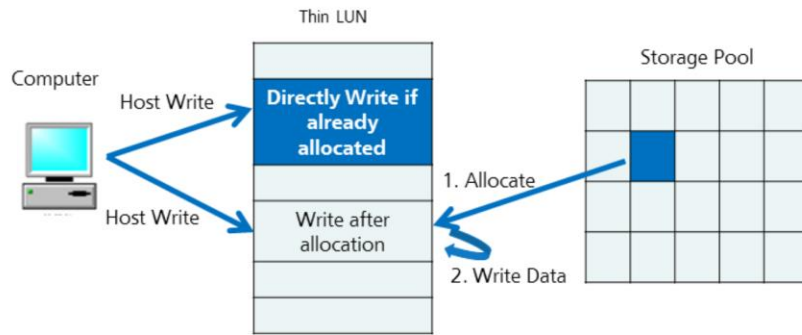 Thin LUN
Computer
Storage Pool
Host Write
Directly Write if
already
allocated
1. Allocate
Host Write
Write after
allocation
2. Write Data